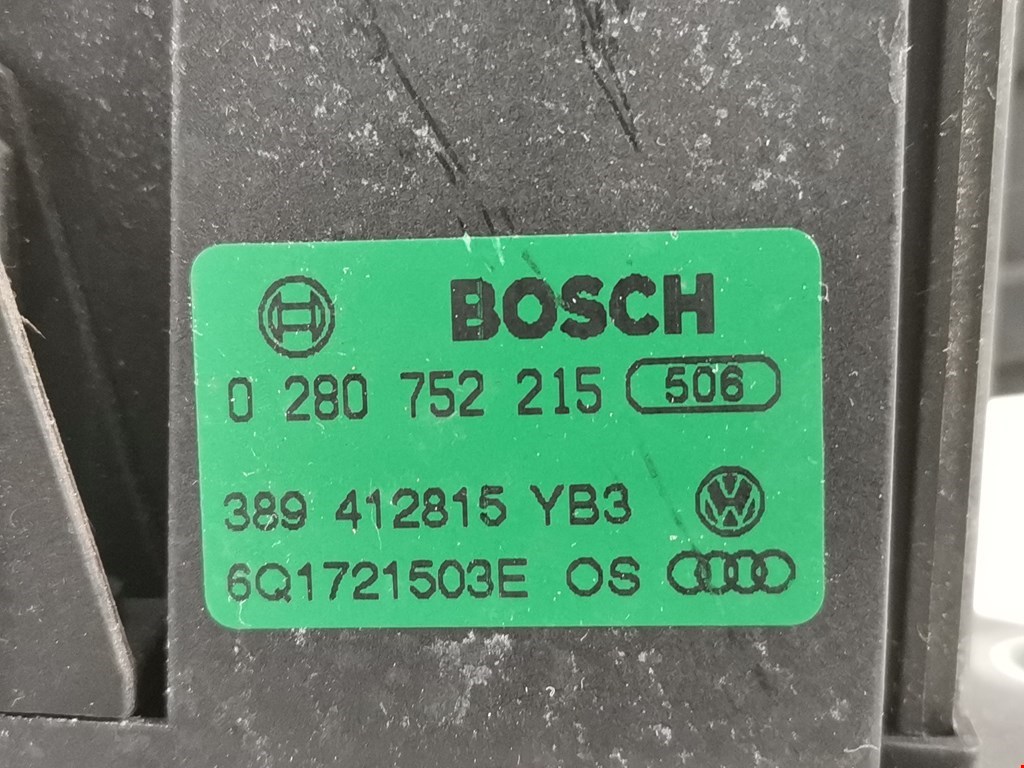 BOSCH
0 280 752 215 506
389 412815 YB3
6Q1721503E OS